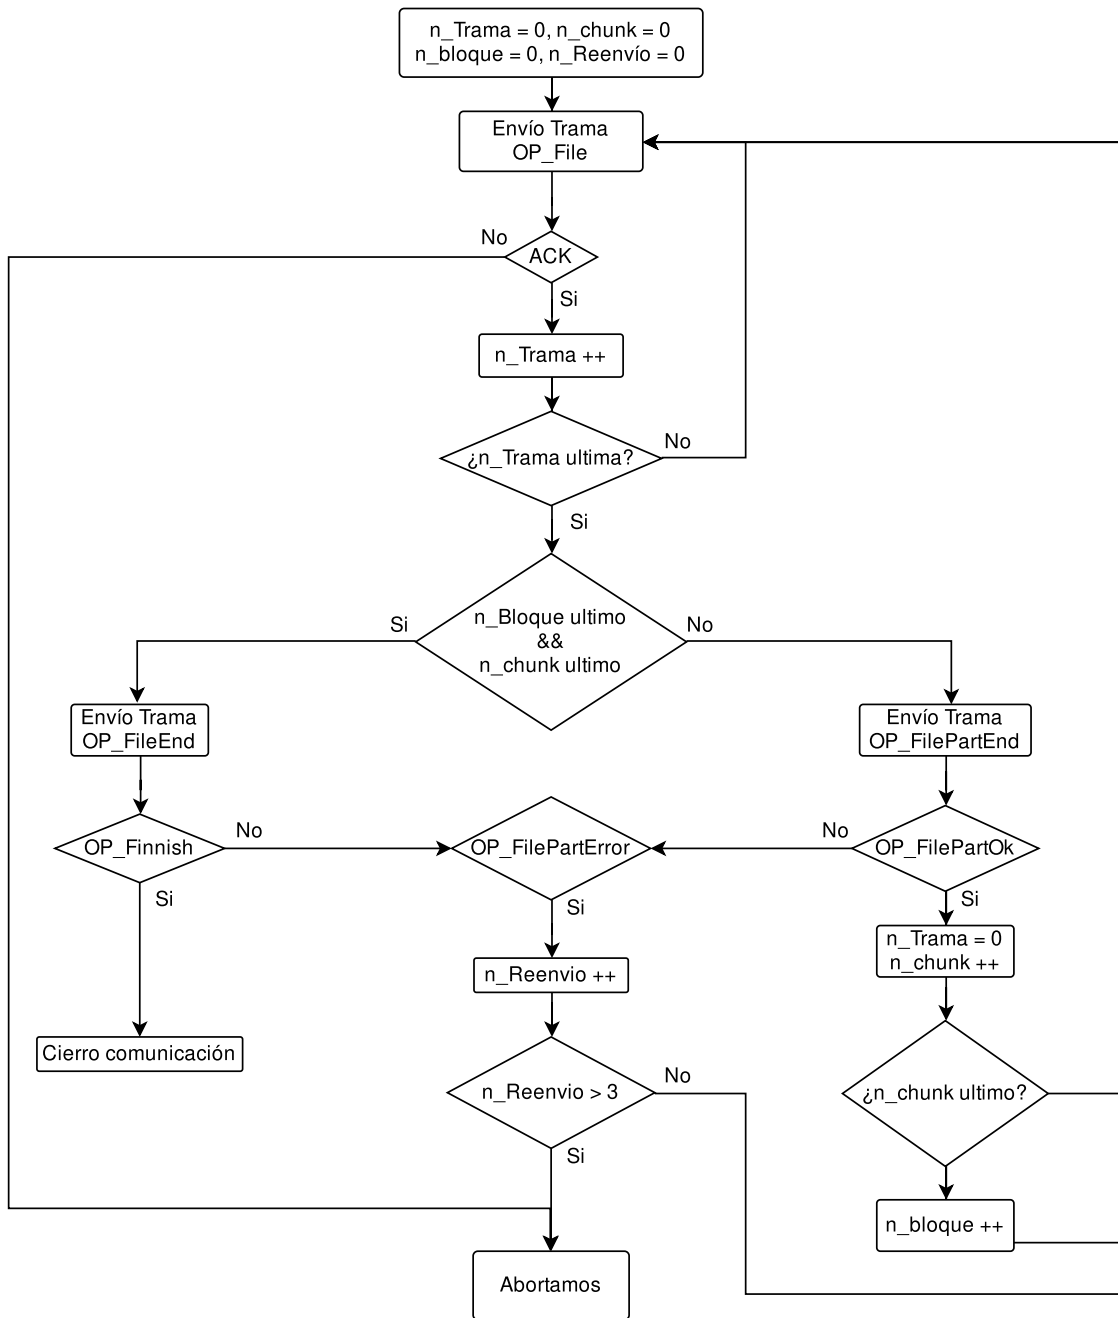 n_Trama = 0, n_chunk = 0
n_bloque = 0, n_Reenvío = 0
Envío Trama
OP_File
No
ACK
Si
n_Trama ++
¿n_Trama ultima?
No
Si
n_Bloque ultimo
&&
n_chunk ultimo
Si
No
Envío Trama
OP_FileEnd
Envío Trama
OP_FilePartEnd
OP_Finnish
No
OP_FilePartError
No
OP_FilePartOk
Si
Si
Si
n_Trama = 0
n_chunk ++
n_Reenvio ++
Cierro comunicación
n_Reenvio > 3
No
¿n_chunk ultimo?
Si
n_bloque ++
Abortamos